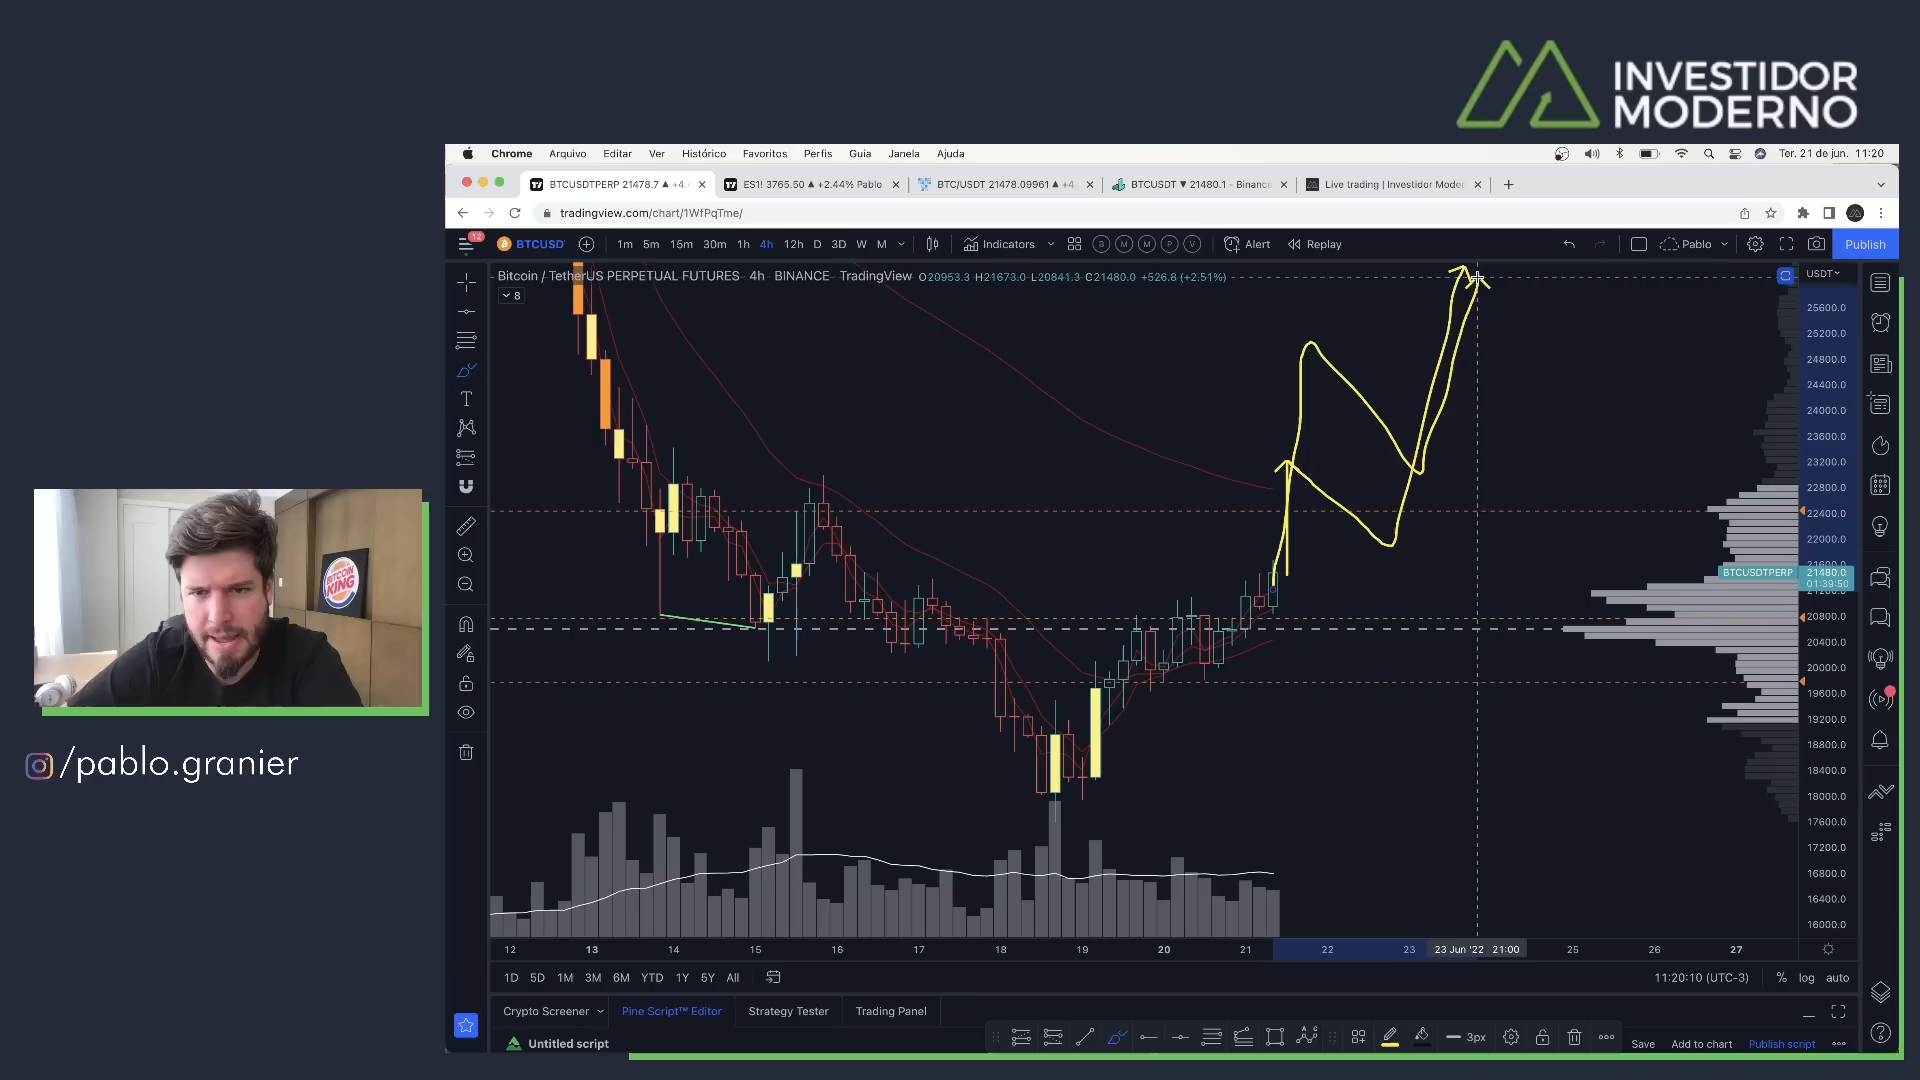 INVESTIDOR
MODERNO
Chrome Arquivo Editar Ver Histórico Favoritos Perfis Guia Janela Ajuda Ter. 21 de jun. 11:20
BTCUSDTPERP 21478.7 ▲ +4. ES1! 3765.50 ▲ +2.44% Pablo BTC/USDT 21478.09961 ▲ +4 BTCUSDT ▼ 21480.1 - Binance Live trading | Investidor Moder
tradingview.com/chart/1WfPqTme/
12 BTCUSD 1m 5m 15m 30m 1h 4h 12h D 3D W M Indicators B M M P V Alert Replay Pablo Publish
Bitcoin / TetherUS PERPETUAL FUTURES · 4h · BINANCE · TradingView O20953.3 H21673.0 L20841.3 C21480.0 +526.8 (+2.51%) USDT
8
25600.0
25200.0
24800.0
24400.0
24000.0
23600.0
23200.0
22800.0
22400.0
22000.0
BTCUSDTPERP 21480.0
01:39:50
21200.0
20800.0
20400.0
20000.0
19600.0
19200.0
18800.0
18400.0
18000.0
17600.0
17200.0
16800.0
16400.0
16000.0
BITCOIN
KING
/pablo.granier
12 13 14 15 16 17 18 19 20 21 22 23 23 Jun '22 21:00 25 26 27
1D 5D 1M 3M 6M YTD 1Y 5Y All 11:20:10 (UTC-3) % log auto
Crypto Screener Pine Script™ Editor Strategy Tester Trading Panel
Untitled script 3px Save Add to chart Publish script